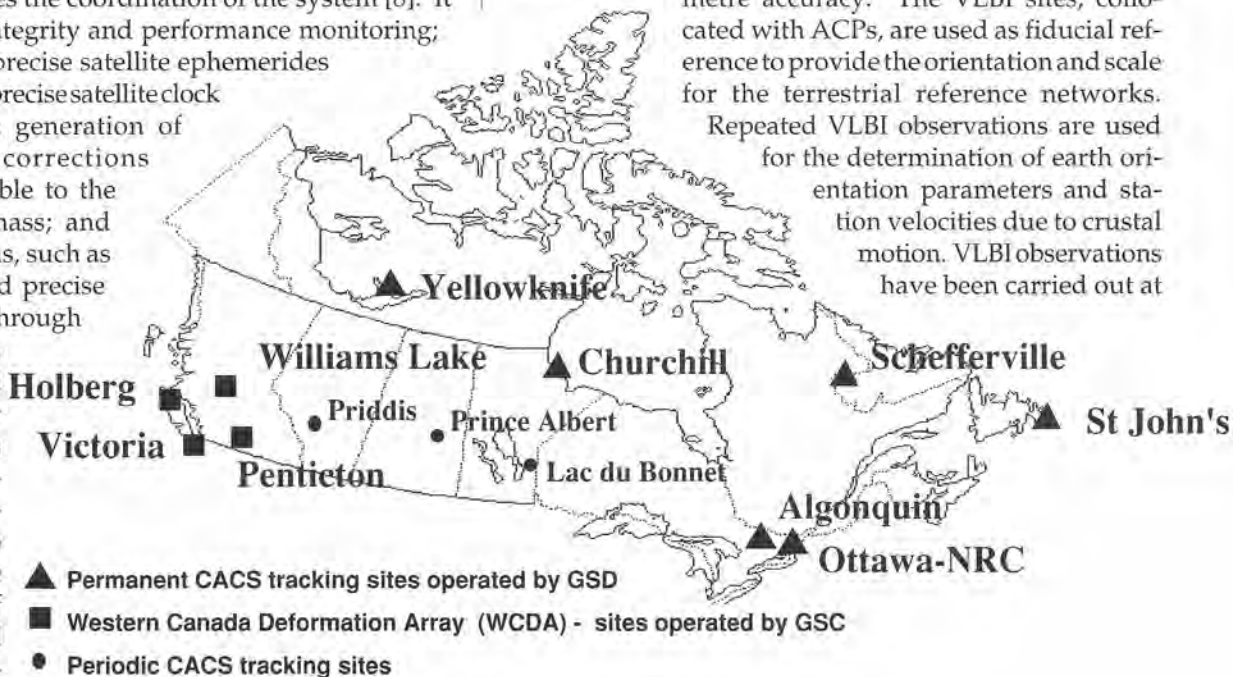 es the coordination of the system [6]. It
tegrity and performance monitoring;
precise satellite ephemerides
precise satellite clock
generation of
corrections
ble to the
mass; and
s, such as
d precise
hrough
metre accuracy. The VLBI sites, collo-
cated with ACPs, are used as fiducial ref-
erence to provide the orientation and scale
for the terrestrial reference networks.
Repeated VLBI observations are used
for the determination of earth ori-
entation parameters and sta-
tion velocities due to crustal
motion. VLBI observations
have been carried out at
Yellowknife
Williams Lake
Churchill
Schefferville
Holberg
Priddis
Prince Albert
St John's
Victoria
Penticton
Lac du Bonnet
Algonquin
Ottawa-NRC
Permanent CACS tracking sites operated by GSD
Western Canada Deformation Array (WCDA) - sites operated by GSC
Periodic CACS tracking sites